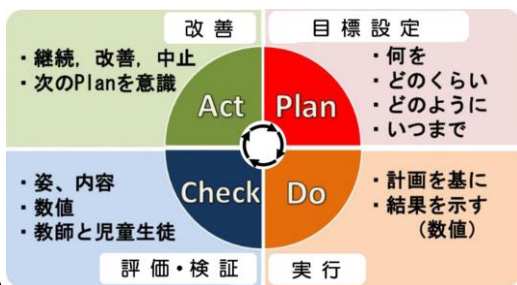 改善
・継続，改善，中止
・次のPlanを意識
Act
目標設定
・何を
・どのくらい
・どのように
・いつまで
Plan
・姿、内容
・数値
・教師と児童生徒
Check
評価・検証
Do
・計画を基に
・結果を示す
（数値）
実行